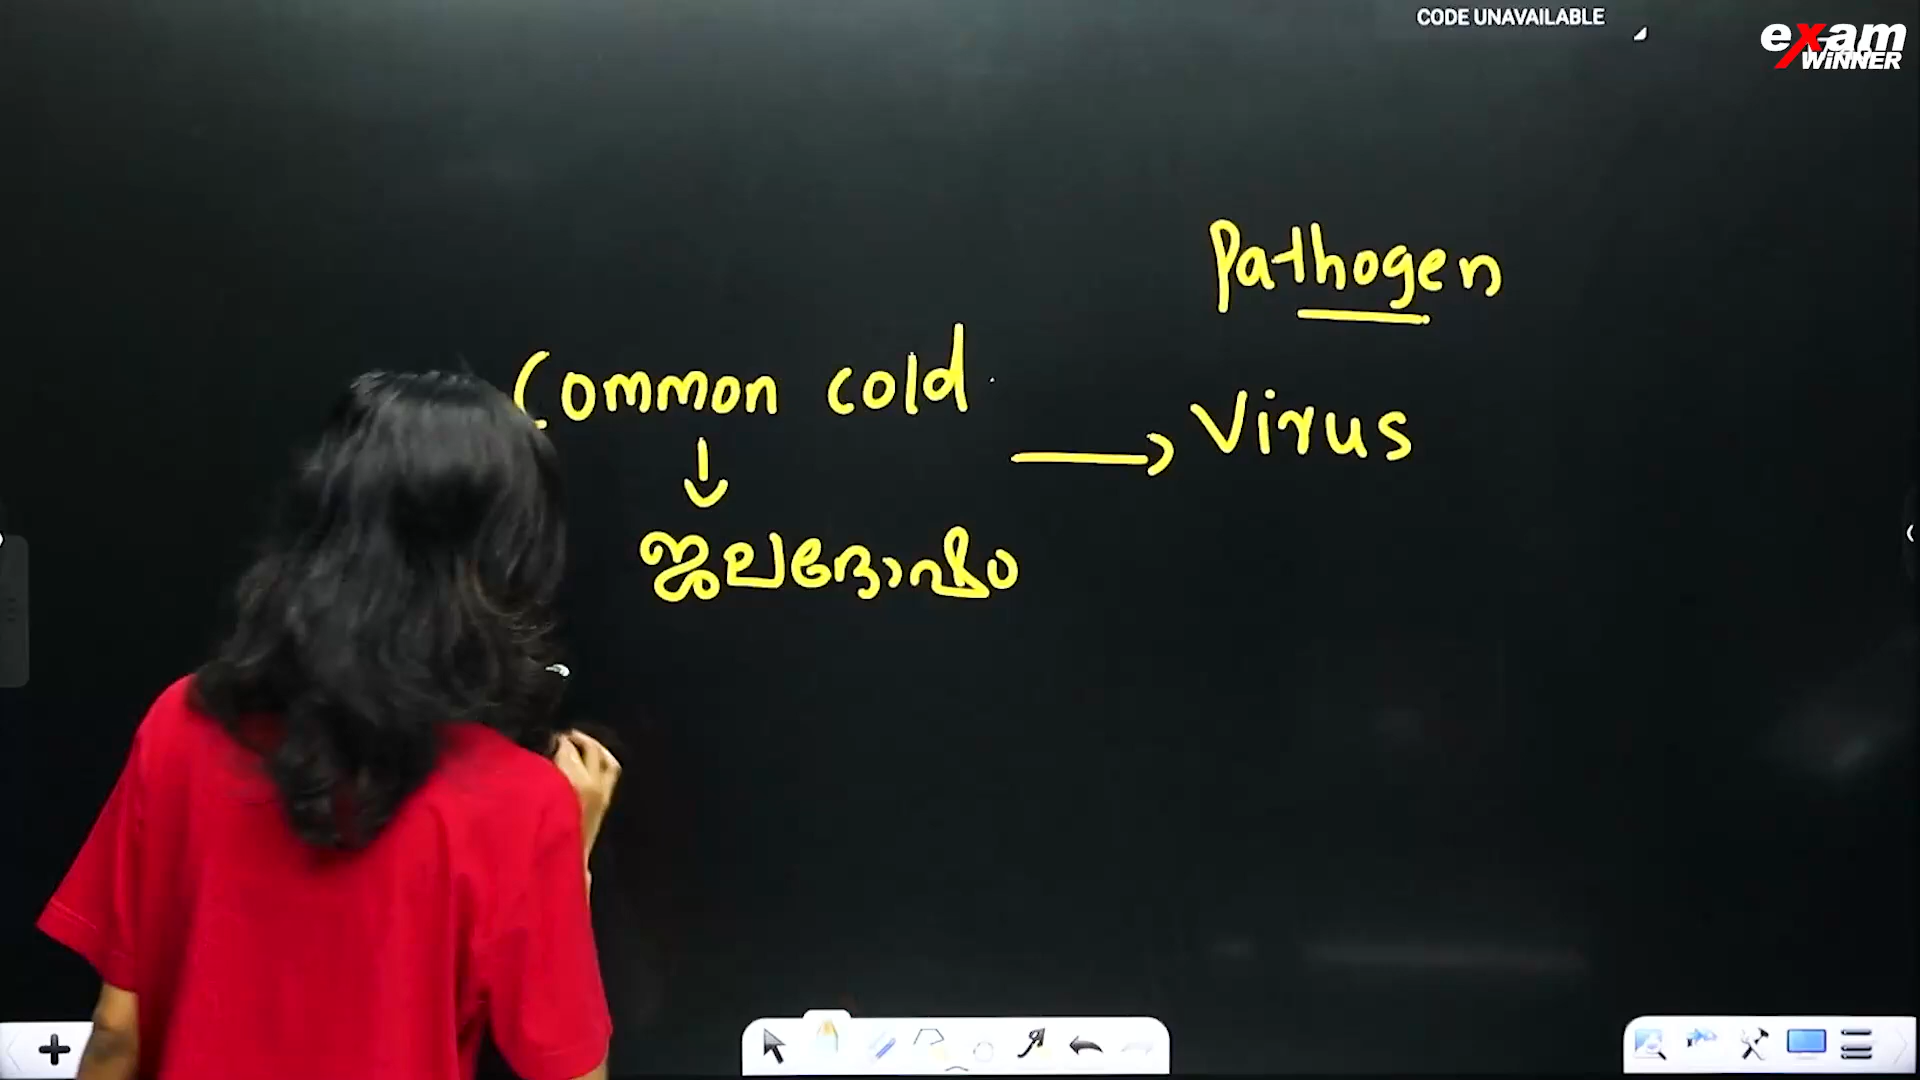 CODE UNAVAILABLE
exam
WINNER
Pathogen
Common cold
Virus
ജലദോഷം